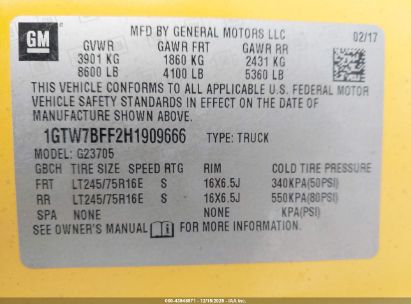 GM
MFD BY GENERAL MOTORS LLC
02/17
GVWR GAWR FRT GAWR RR
3901 KG 1860 KG 2431 KG
8600 LB 4100 LB 5360 LB
THIS VEHICLE CONFORMS TO ALL APPLICABLE U.S. FEDERAL MOTOR
VEHICLE SAFETY STANDARDS IN EFFECT ON THE DATE OF
MANUFACTURE SHOWN ABOVE.
1GTW7BFF2H1909666 TYPE: TRUCK
MODEL: G23705
GBCH TIRE SIZE SPEED RTG RIM COLD TIRE PRESSURE
FRT LT245/75R16E S 16X6.5J 340KPA(50PSI)
RR LT245/75R16E S 16X6.5J 550KPA(80PSI)
SPA NONE NONE KPA(PSI)
SEE OWNER'S MANUAL FOR MORE INFORMATION.